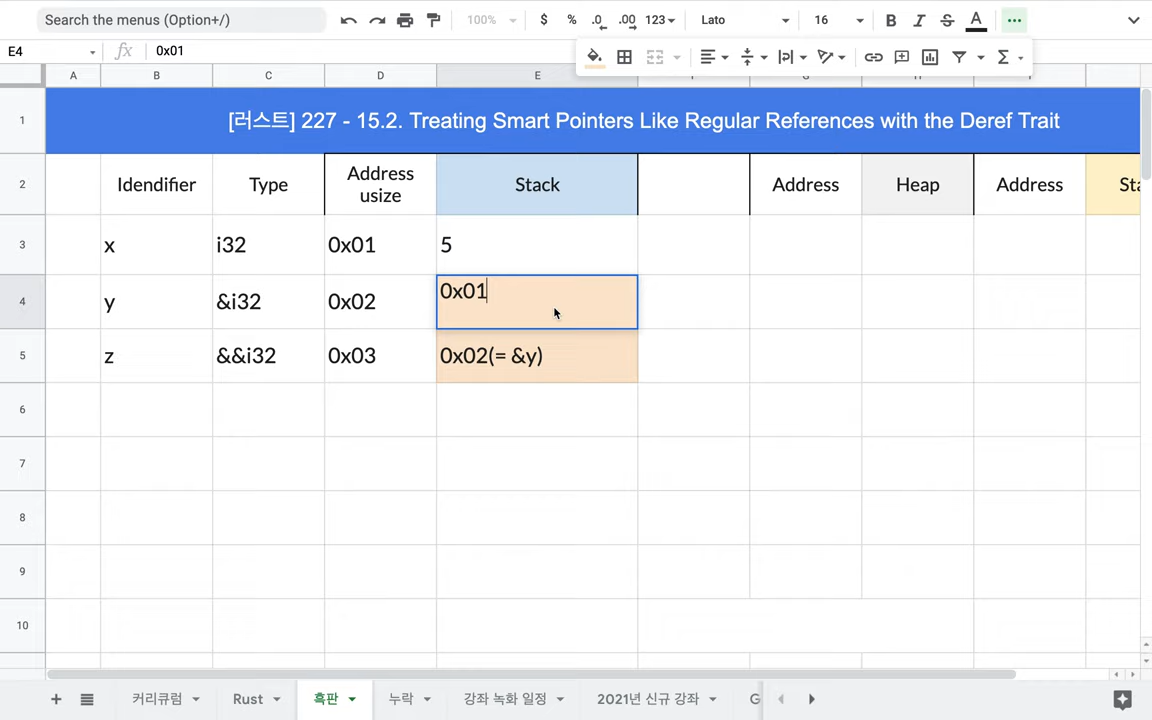 Search the menus (Option+/) 100% $ % .0 .00 123 Lato 16 B I S A
E4 fx 0x01
A B C D E
1 [러스트] 227 - 15.2. Treating Smart Pointers Like Regular References with the Deref Trait
2 Idendifier Type Address usize Stack Address Heap Address Sta
3 x i32 0x01 5
4 y &i32 0x02 0x01
5 z &&i32 0x03 0x02(= &y)
6
7
8
9
10
커리큘럼 Rust 흑판 누락 강좌 녹화 일정 2021년 신규 강좌 G